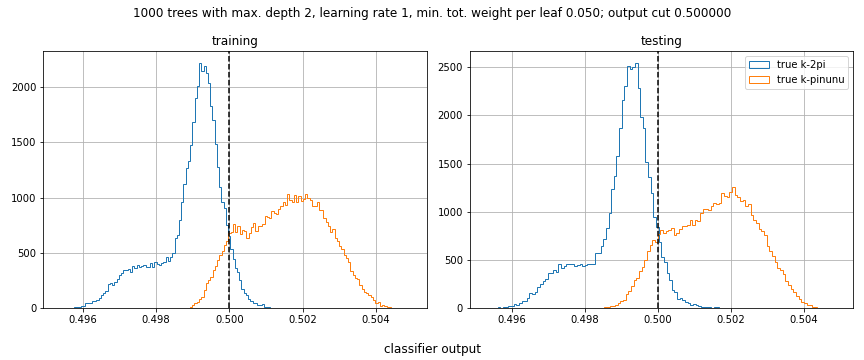 1000 trees with max. depth 2, learning rate 1, min. tot. weight per leaf 0.050; output cut 0.500000
training
2000
1500
1000
500
0
0.496 0.498 0.500 0.502 0.504
testing
true k-2pi
true k-pinunu
2500
2000
1500
1000
500
0
0.496 0.498 0.500 0.502 0.504
classifier output